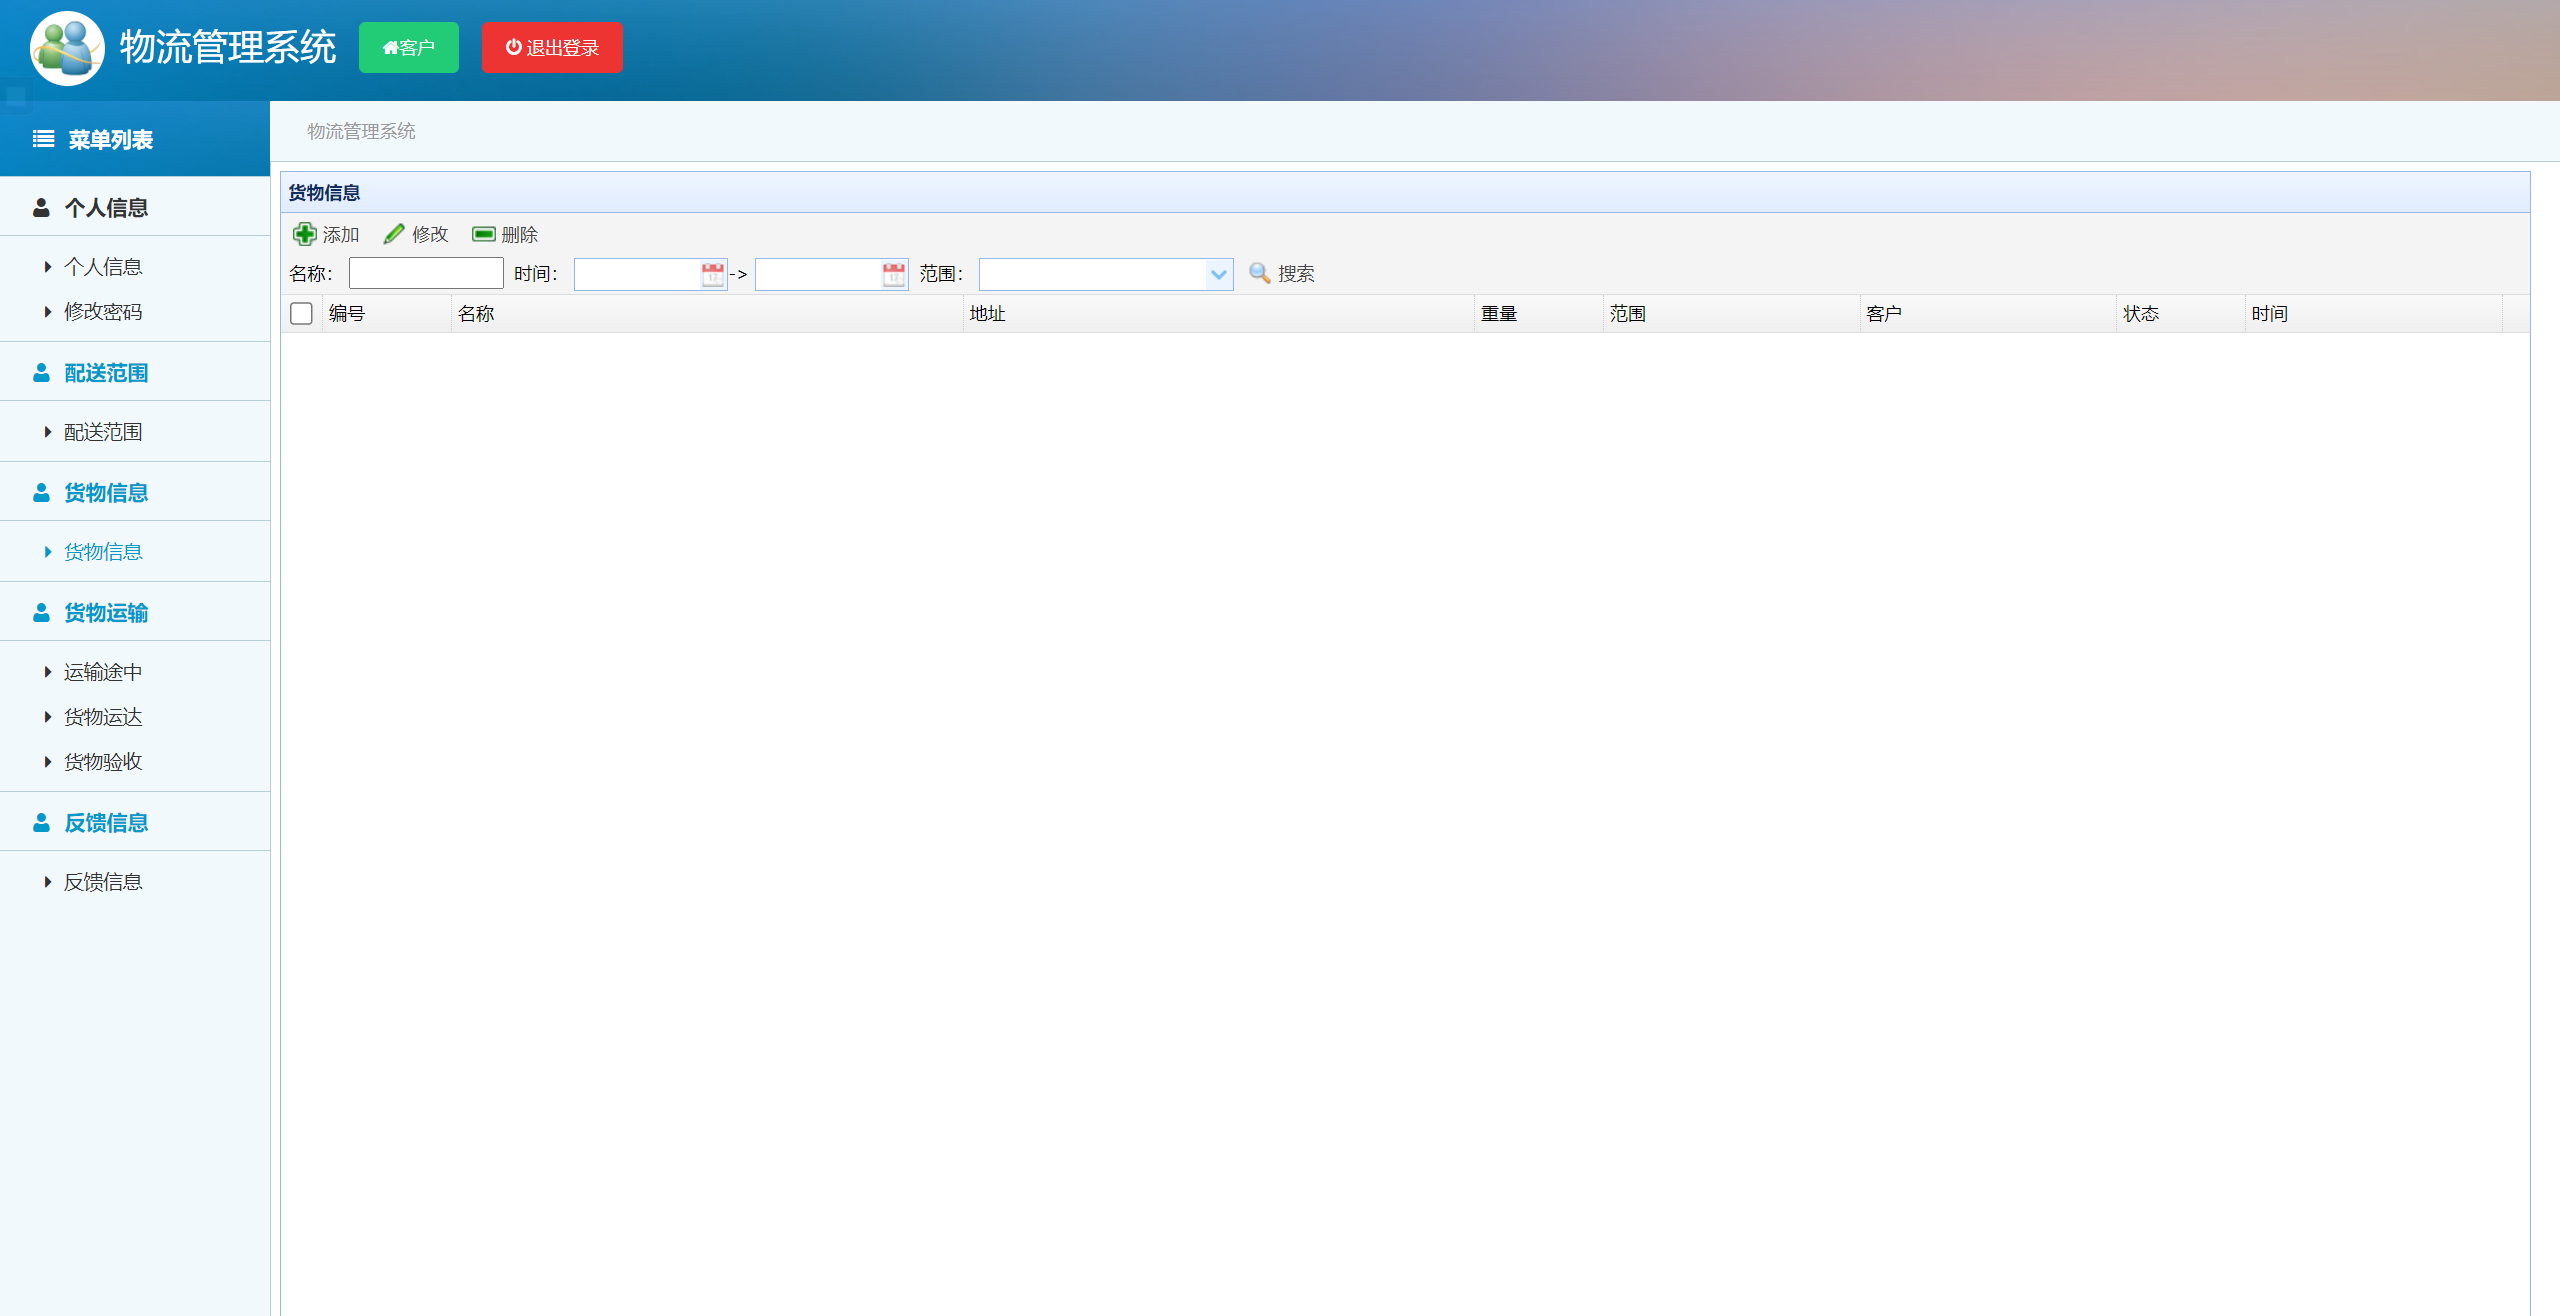 物流管理系统
客户
退出登录
菜单列表
物流管理系统
个人信息
个人信息
修改密码
配送范围
配送范围
货物信息
货物信息
货物运输
运输途中
货物运达
货物验收
反馈信息
反馈信息
货物信息
添加 修改 删除
名称： 时间： -> 范围： 搜索
编号 名称 地址 重量 范围 客户 状态 时间